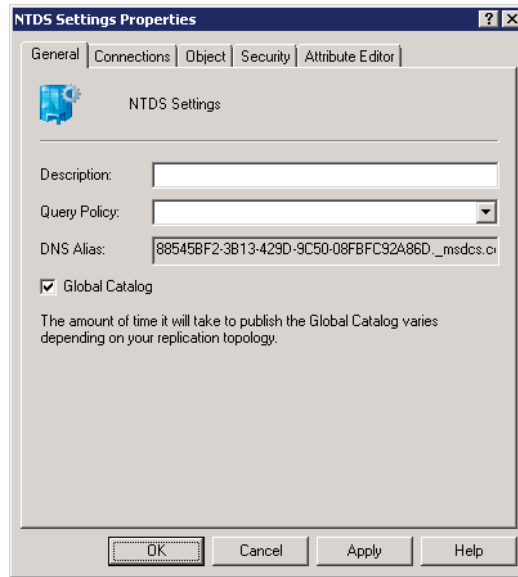 NTDS Settings Properties
General Connections Object Security Attribute Editor
NTDS Settings
Description:
Query Policy:
DNS Alias: 88545BF2-3B13-429D-9C50-08FBFC92A86D._msdcs.c
Global Catalog
The amount of time it will take to publish the Global Catalog varies
depending on your replication topology.
OK Cancel Apply Help